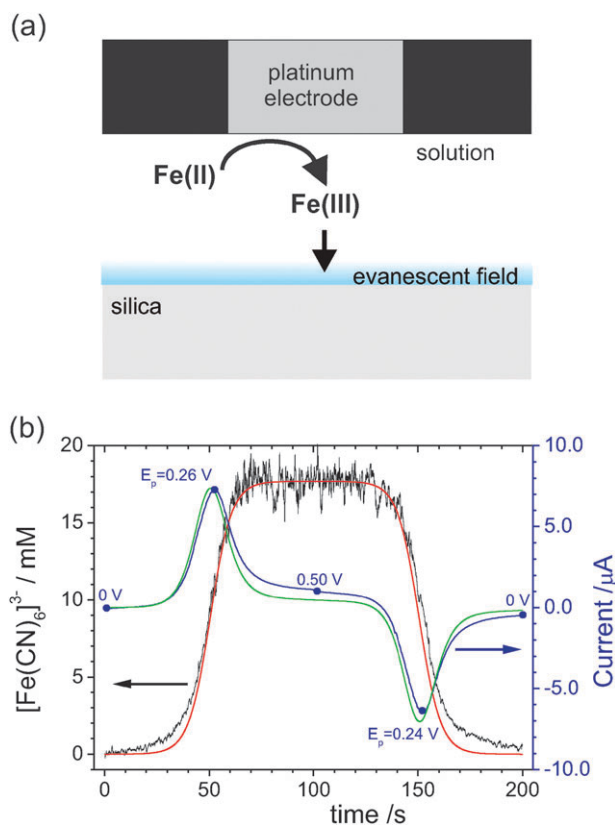 (a)
platinum
electrode
solution
Fe(II)
Fe(III)
evanescent field
silica
(b)
20
15
10
5
0
[Fe(CN)6]3- / mM
10.0
5.0
0.0
-5.0
-10.0
Current /µA
Ep=0.26 V
0 V
0.50 V
0 V
Ep=0.24 V
0
50
100
150
200
time /s